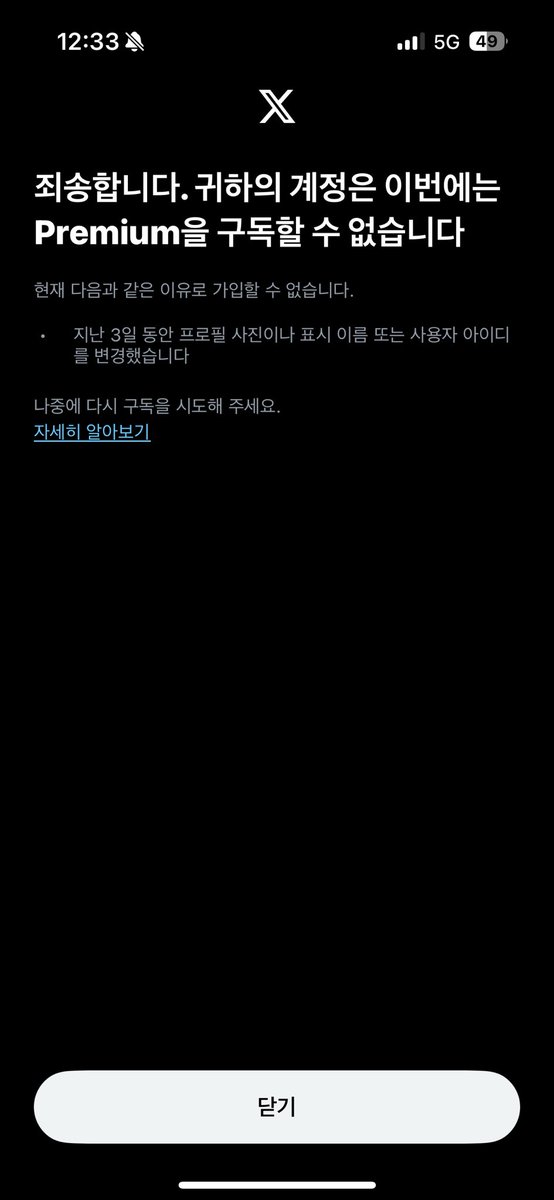 12:33 5G 49
죄송합니다. 귀하의 계정은 이번에는
Premium을 구독할 수 없습니다
현재 다음과 같은 이유로 가입할 수 없습니다.
• 지난 3일 동안 프로필 사진이나 표시 이름 또는 사용자 아이디
를 변경했습니다
나중에 다시 구독을 시도해 주세요.
자세히 알아보기
닫기